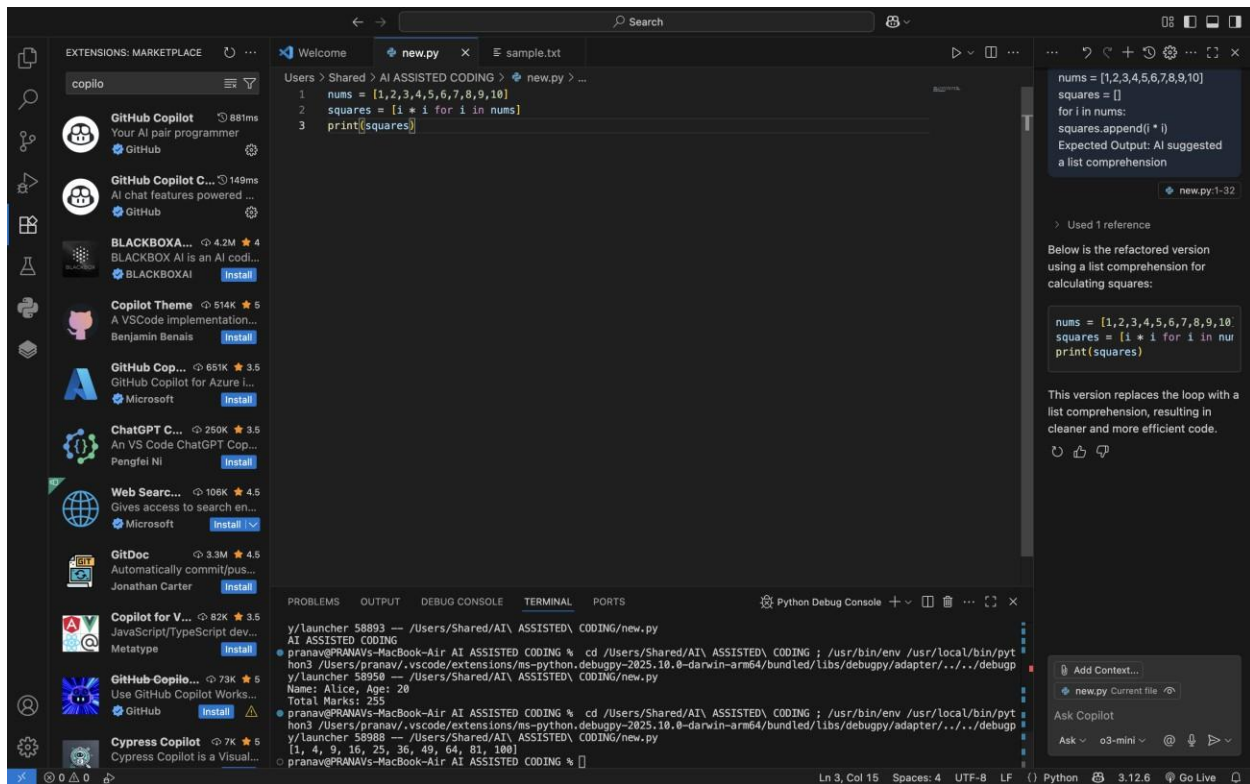 Search
EXTENSIONS: MARKETPLACE
copilo
GitHub Copilot 881ms
Your AI pair programmer
GitHub
GitHub Copilot C... 149ms
AI chat features powered ...
GitHub
BLACKBOXA... 4.2M ★ 4
BLACKBOX AI is an AI codi...
BLACKBOXAI Install
Copilot Theme 514K ★ 5
A VSCode implementation...
Benjamin Benais Install
GitHub Cop... 651K ★ 3.5
GitHub Copilot for Azure i...
Microsoft Install
ChatGPT C... 250K ★ 3.5
An VS Code ChatGPT Cop...
Pengfei Ni Install
Web Searc... 106K ★ 4.5
Gives access to search en...
Microsoft Install
GitDoc 3.3M ★ 4.5
Automatically commit/pus...
Jonathan Carter Install
Copilot for V... 82K ★ 3.5
JavaScript/TypeScript dev...
Metatype Install
GitHub Copilo... 73K ★ 5
Use GitHub Copilot Works...
GitHub Install
Cypress Copilot 7K ★ 5
Cypress Copilot is a Visual...
Welcome new.py sample.txt
Users > Shared > AI ASSISTED CODING > new.py > ...
1 nums = [1,2,3,4,5,6,7,8,9,10]
2 squares = [i * i for i in nums]
3 print(squares)
PROBLEMS OUTPUT DEBUG CONSOLE TERMINAL PORTS Python Debug Console
y/launcher 58893 -- /Users/Shared/AI\ ASSISTED\ CODING/new.py
AI ASSISTED CODING
pranav@PRANAVs-MacBook-Air AI ASSISTED CODING % cd /Users/Shared/AI\ ASSISTED\ CODING ; /usr/bin/env /usr/local/bin/pyt
hon3 /Users/pranav/.vscode/extensions/ms-python.debugpy-2025.10.0-darwin-arm64/bundled/libs/debugpy/adapter/../../debugp
y/launcher 58950 -- /Users/Shared/AI\ ASSISTED\ CODING/new.py
Name: Alice, Age: 20
Total Marks: 255
pranav@PRANAVs-MacBook-Air AI ASSISTED CODING % cd /Users/Shared/AI\ ASSISTED\ CODING ; /usr/bin/env /usr/local/bin/pyt
hon3 /Users/pranav/.vscode/extensions/ms-python.debugpy-2025.10.0-darwin-arm64/bundled/libs/debugpy/adapter/../../debugp
y/launcher 58988 -- /Users/Shared/AI\ ASSISTED\ CODING/new.py
[1, 4, 9, 16, 25, 36, 49, 64, 81, 100]
pranav@PRANAVs-MacBook-Air AI ASSISTED CODING %
nums = [1,2,3,4,5,6,7,8,9,10]
squares = []
for i in nums:
squares.append(i * i)
Expected Output: AI suggested
a list comprehension
new.py:1-32
> Used 1 reference
Below is the refactored version
using a list comprehension for
calculating squares:
nums = [1,2,3,4,5,6,7,8,9,10
squares = [i * i for i in nu
print(squares)
This version replaces the loop with a
list comprehension, resulting in
cleaner and more efficient code.
Add Context...
new.py Current file
Ask Copilot
Ask o3-mini @
0 0 Ln 3, Col 15 Spaces: 4 UTF-8 LF {} Python 3.12.6 Go Live